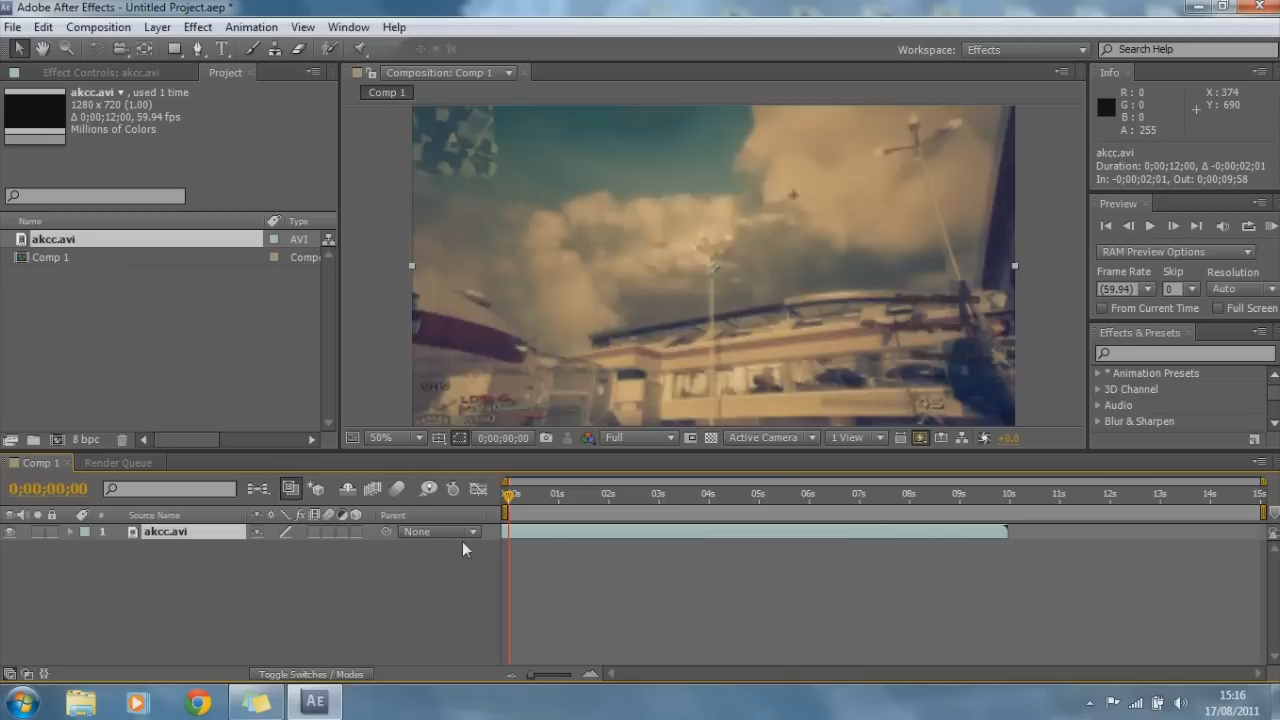 Adobe After Effects - Untitled Project.aep *
File Edit Composition Layer Effect Animation View Window Help
Workspace: Effects Search Help
Effect Controls: akcc.avi Project Composition: Comp 1 Info
akcc.avi ▾ , used 1 time
1280 x 720 (1.00)
Δ 0;00;12;00, 59.94 fps
Millions of Colors
Comp 1
R: 0 X: 374
G: 0 Y: 690
B: 0
A: 255
akcc.avi
Duration: 0;00;12;00, Δ -0;00;02;01
In: -0;00;02;01, Out: 0;00;09;58
Preview
RAM Preview Options
Frame Rate Skip Resolution
(59.94) 0 Auto
From Current Time Full Screen
Effects & Presets
* Animation Presets
3D Channel
Audio
Blur & Sharpen
Name Type
akcc.avi AVI
Comp 1 Compo
8 bpc
50% 0;00;00;00 Full Active Camera 1 View +0.0
45
Comp 1 Render Queue
0;00;00;00
00s 01s 02s 03s 04s 05s 06s 07s 08s 09s 10s 11s 12s 13s 14s 15s
# Source Name Parent
1 akcc.avi None
Toggle Switches / Modes
Ae
15:16
17/08/2011